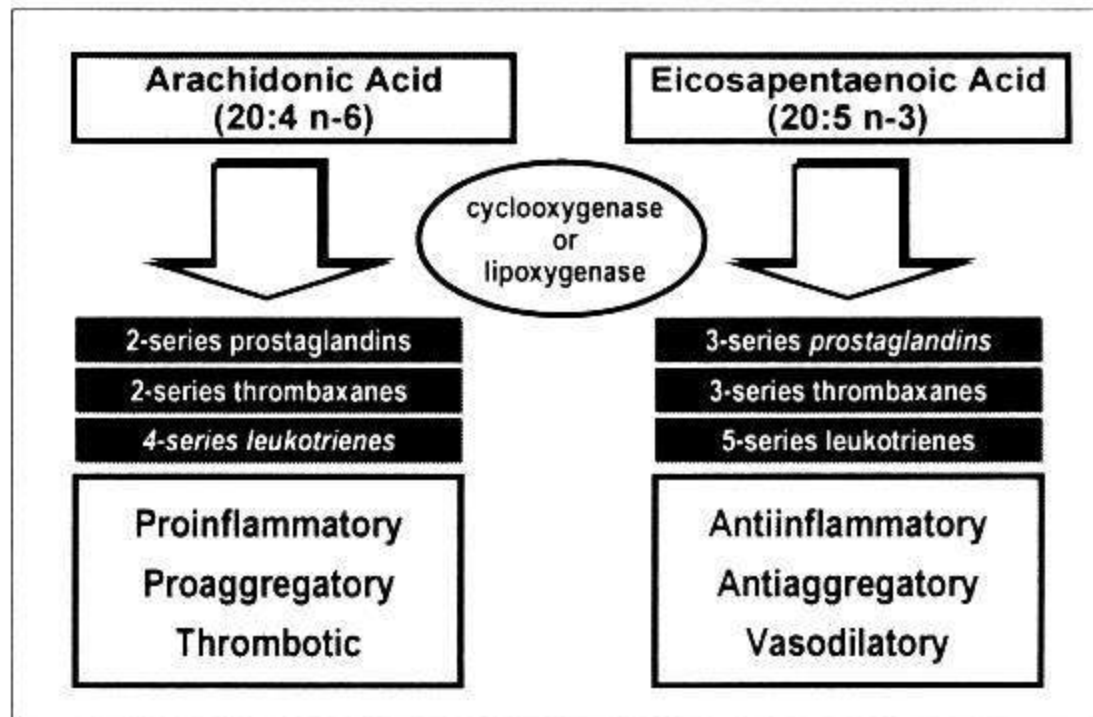 Arachidonic Acid
(20:4 n-6)
Eicosapentaenoic Acid
(20:5 n-3)
cyclooxygenase
or
lipoxygenase
2-series prostaglandins
2-series thrombaxanes
4-series leukotrienes
3-series prostaglandins
3-series thrombaxanes
5-series leukotrienes
Proinflammatory
Proaggregatory
Thrombotic
Antiinflammatory
Antiaggregatory
Vasodilatory